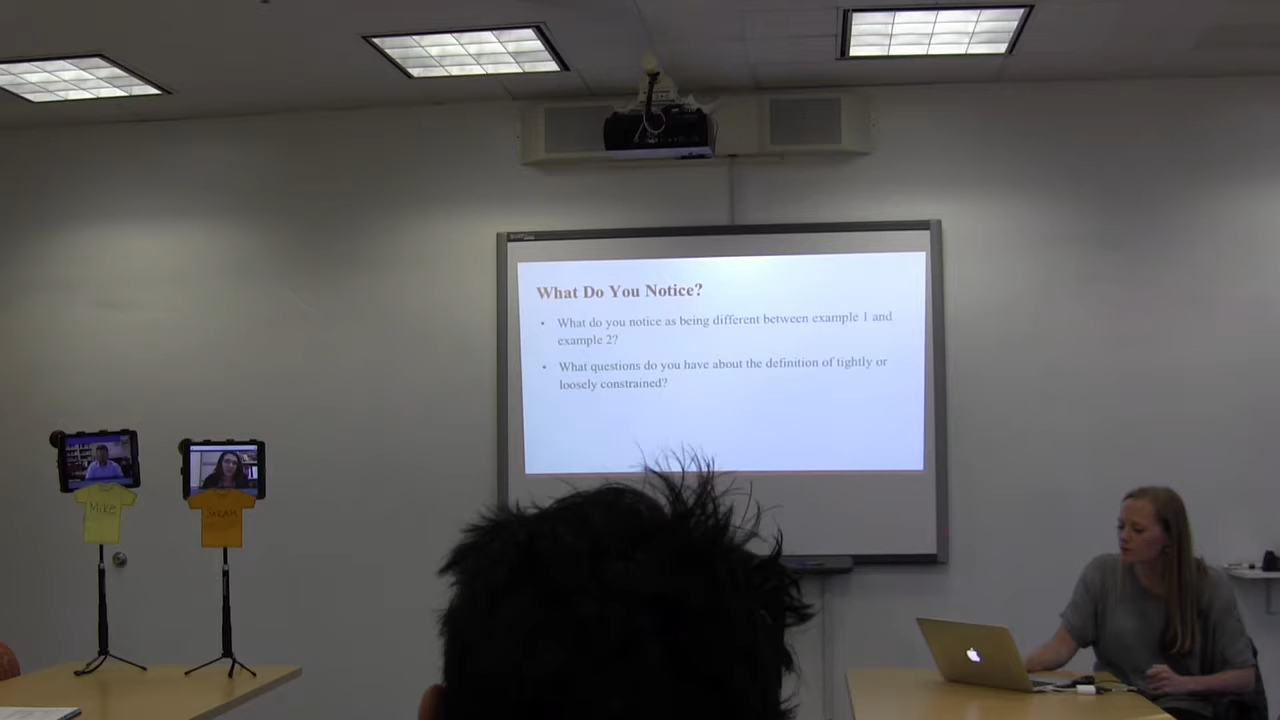 What Do You Notice?
• What do you notice as being different between example 1 and
example 2?
• What questions do you have about the definition of tightly or
loosely constrained?
Mike
SARAH